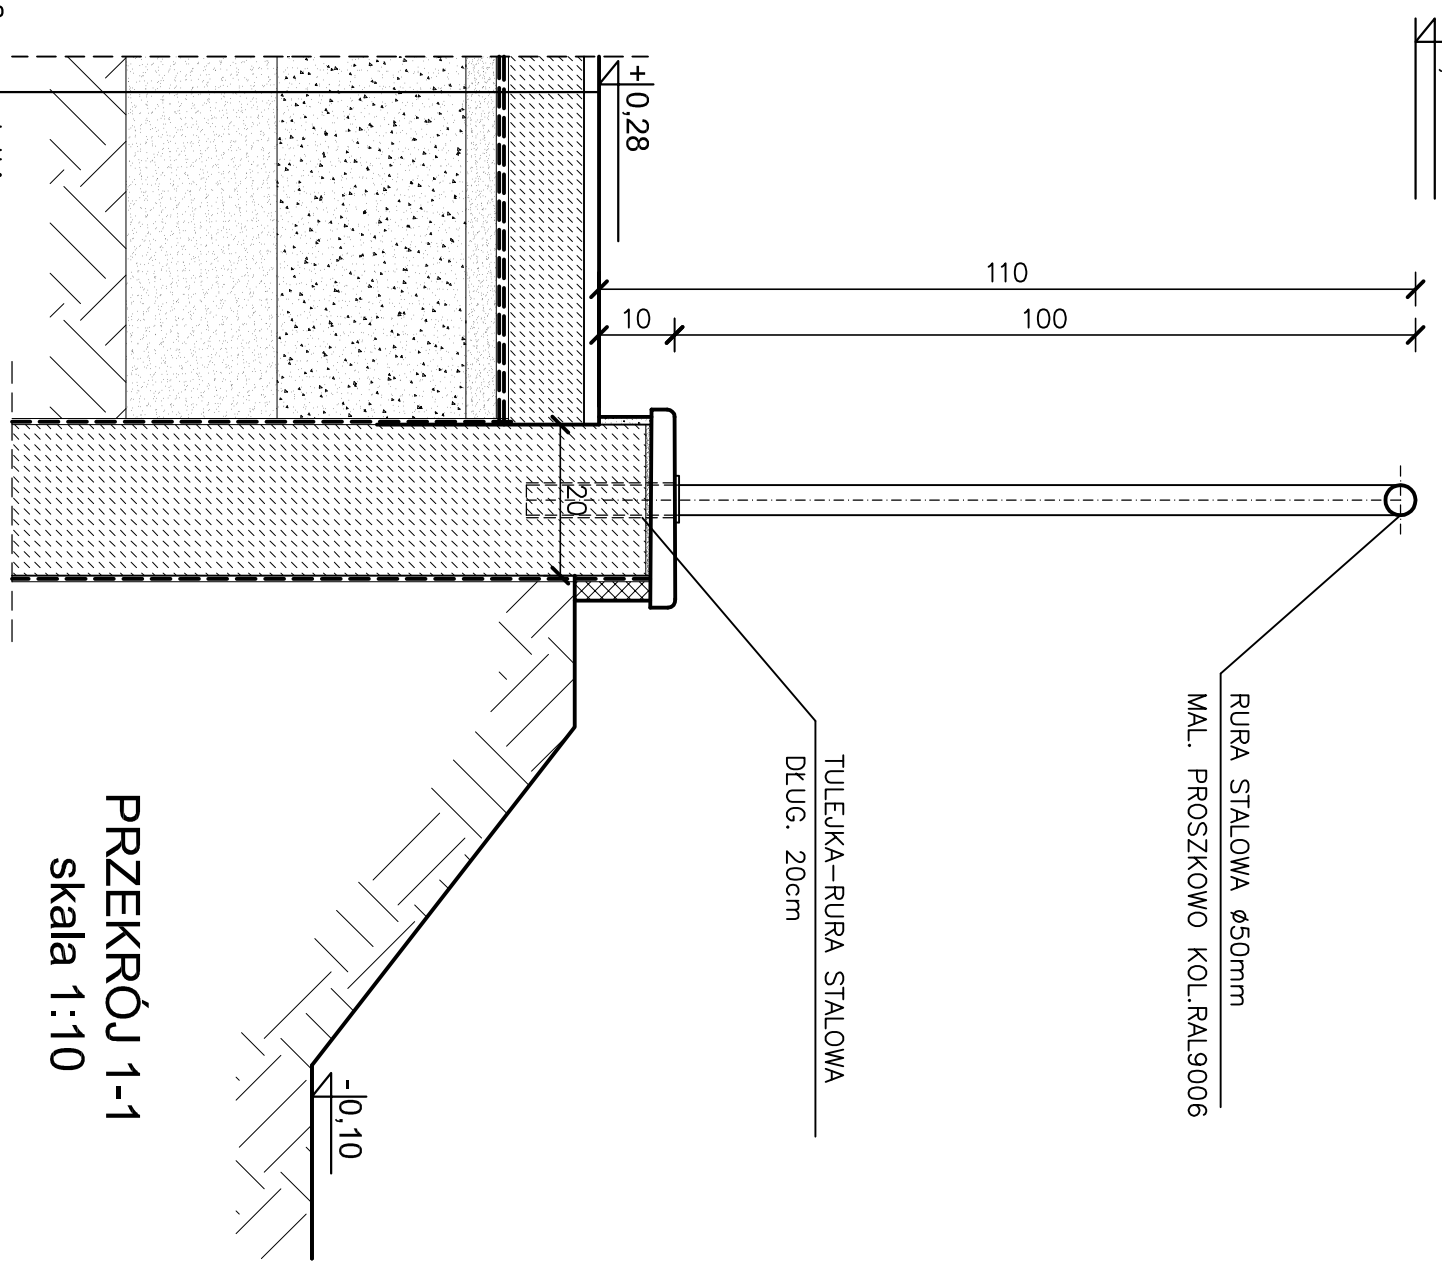 110
10
100
+0,28
20
RURA STALOWA ø50mm
MAL. PROSZKOWO KOL.RAL9006
TULEJKA-RURA STALOWA
DŁUG. 20cm
-0,10
PRZEKRÓJ 1-1
skala 1:10